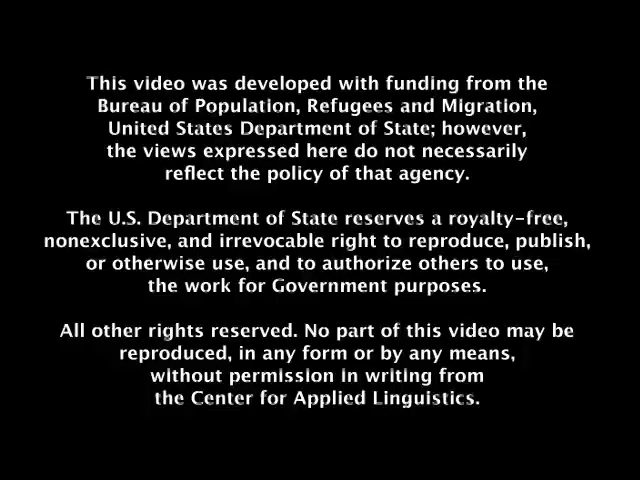 This video was developed with funding from the
Bureau of Population, Refugees and Migration,
United States Department of State; however,
the views expressed here do not necessarily
reflect the policy of that agency.
The U.S. Department of State reserves a royalty-free,
nonexclusive, and irrevocable right to reproduce, publish,
or otherwise use, and to authorize others to use,
the work for Government purposes.
All other rights reserved. No part of this video may be
reproduced, in any form or by any means,
without permission in writing from
the Center for Applied Linguistics.